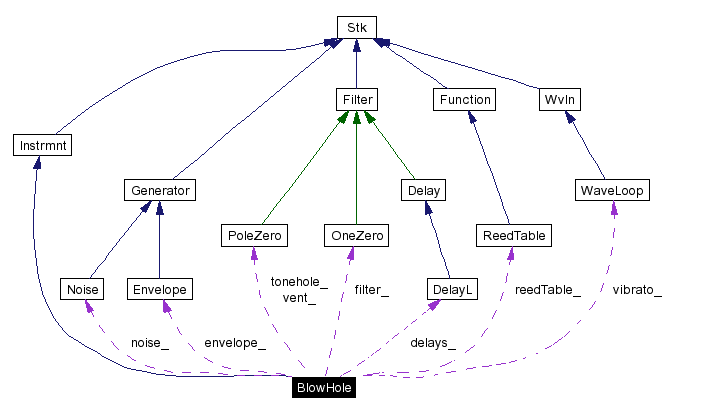 Stk
Filter
Function
WvIn
Instrmnt
Generator
Delay
WaveLoop
PoleZero
OneZero
ReedTable
Noise
Envelope
tonehole_
vent_
filter_
DelayL
reedTable_
vibrato_
noise_
envelope_
delays_
BlowHole